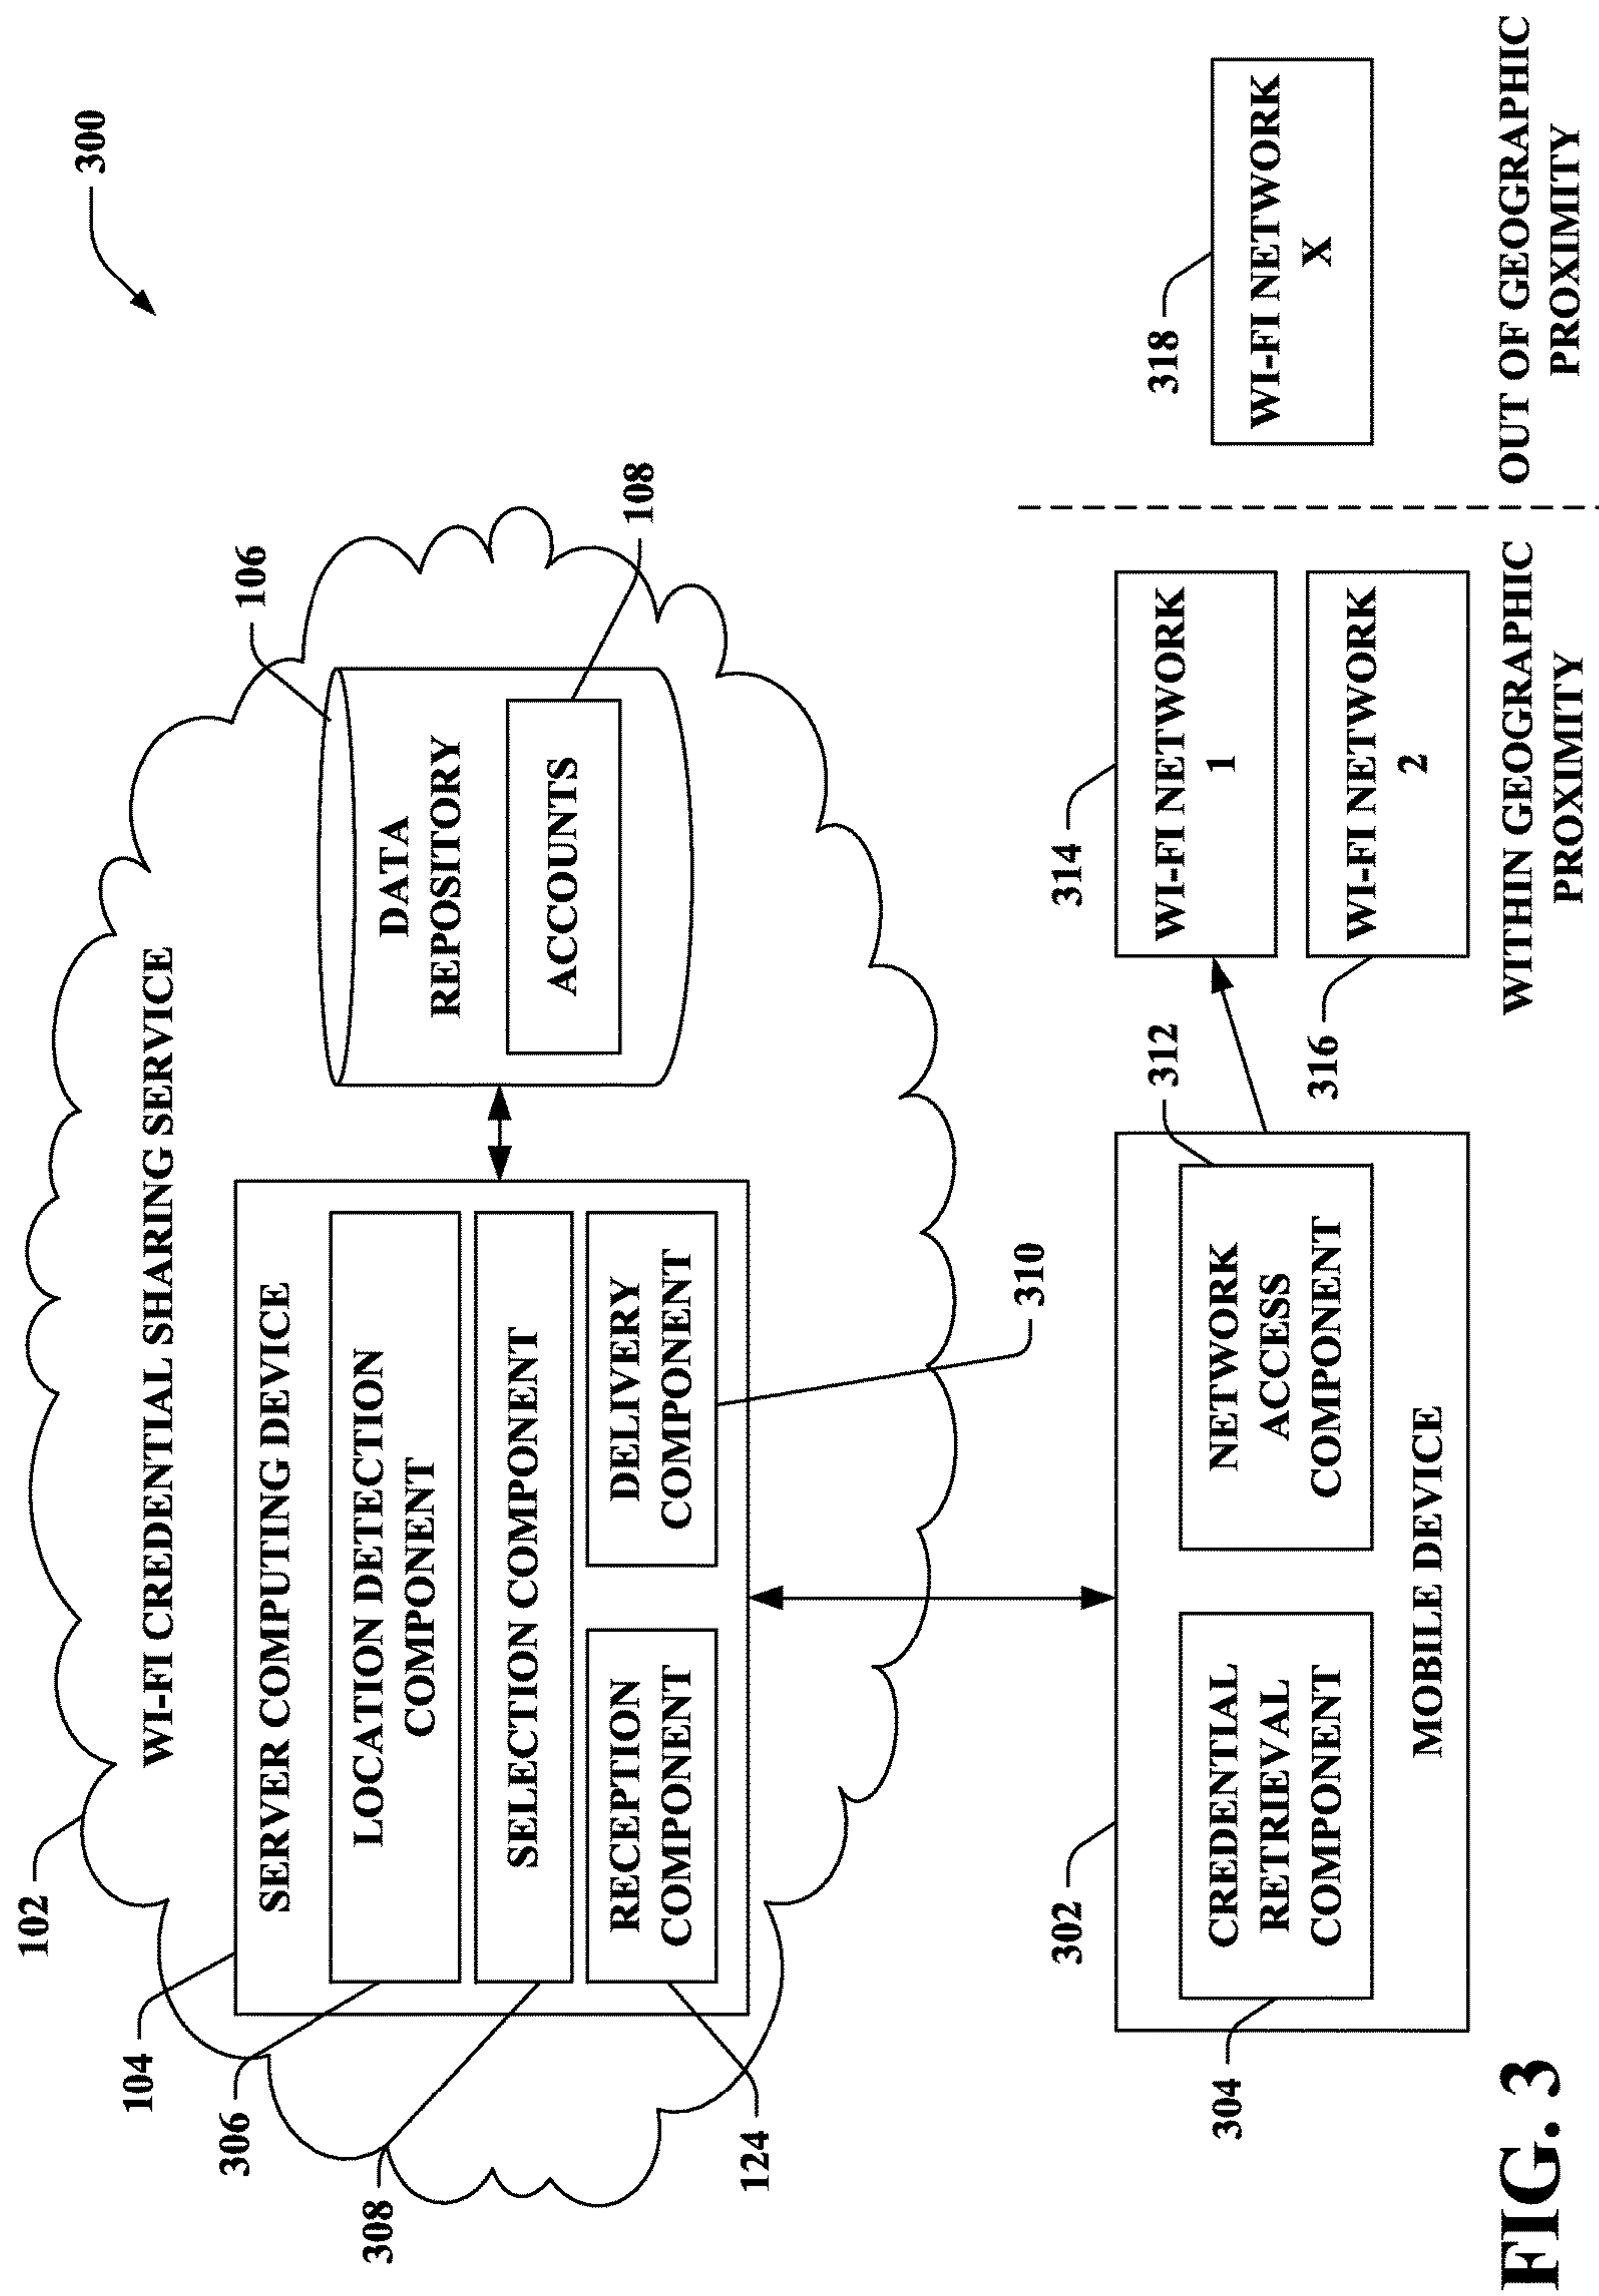 300
102
WI-FI CREDENTIAL SHARING SERVICE
104
SERVER COMPUTING DEVICE
306
LOCATION DETECTION
COMPONENT
308
SELECTION COMPONENT
124
RECEPTION
COMPONENT
DELIVERY
COMPONENT
310
106
DATA
REPOSITORY
ACCOUNTS
108
302
304
CREDENTIAL
RETRIEVAL
COMPONENT
312
NETWORK
ACCESS
COMPONENT
MOBILE DEVICE
314
WI-FI NETWORK
1
316
WI-FI NETWORK
2
WITHIN GEOGRAPHIC
PROXIMITY
318
WI-FI NETWORK
X
OUT OF GEOGRAPHIC
PROXIMITY
FIG. 3